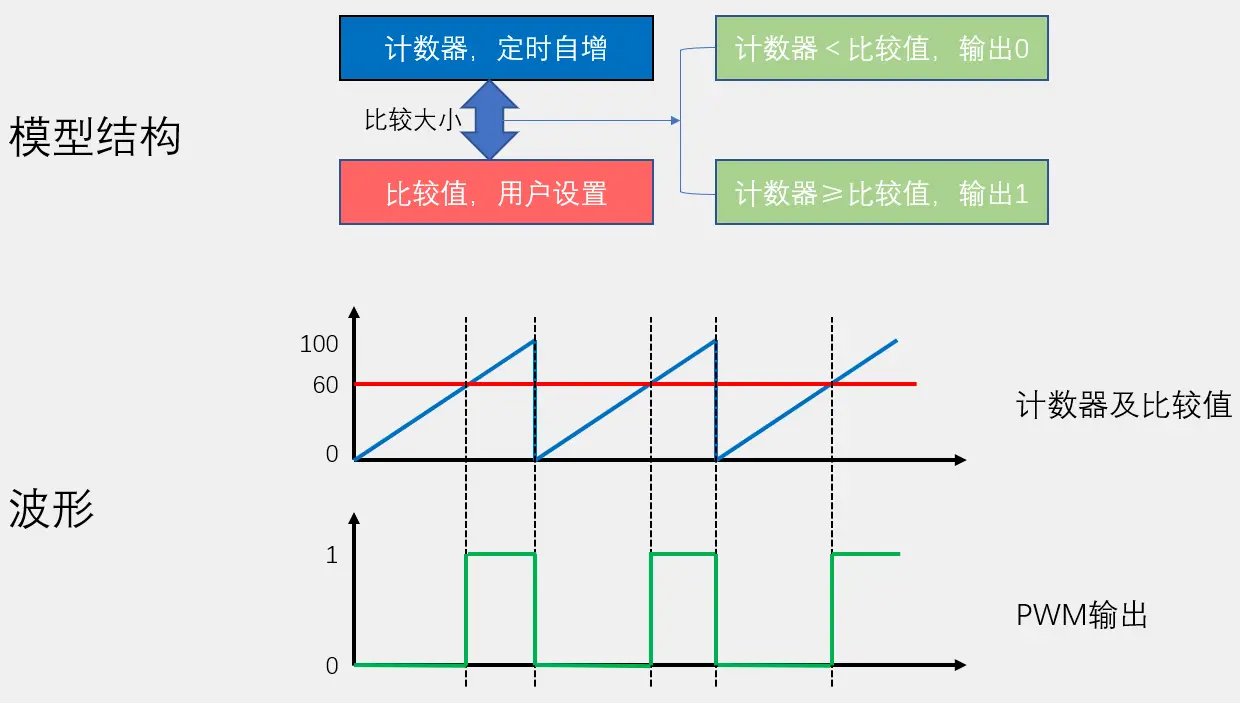 模型结构
计数器，定时自增
比较大小
比较值，用户设置
计数器＜比较值，输出0
计数器≥比较值，输出1
波形
100
60
0
计数器及比较值
1
0
PWM输出